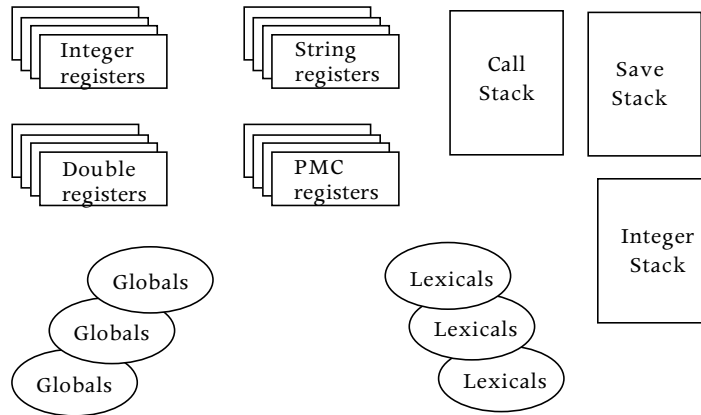 Integer
registers
String
registers
Call
Stack
Save
Stack
Double
registers
PMC
registers
Integer
Stack
Globals
Globals
Globals
Lexicals
Lexicals
Lexicals